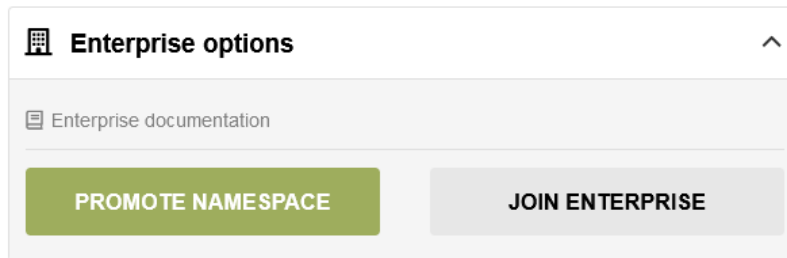 Enterprise options
Enterprise documentation
PROMOTE NAMESPACE
JOIN ENTERPRISE